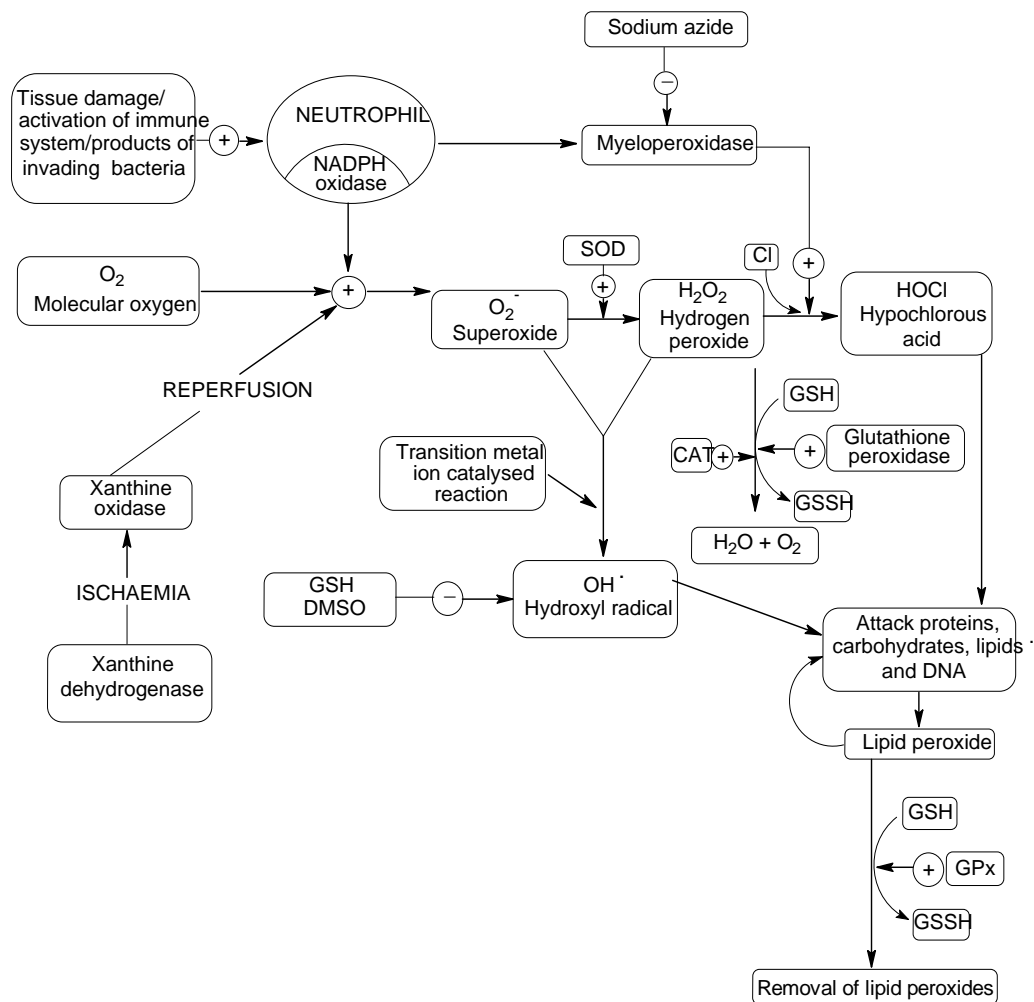 Sodium azide
−
Tissue damage/
activation of immune
system/products of
invading bacteria
+
NEUTROPHIL
NADPH
oxidase
Myeloperoxidase
O₂
Molecular oxygen
+
SOD
+
Cl
+
O₂⁻
Superoxide
H₂O₂
Hydrogen
peroxide
HOCl
Hypochlorous
acid
REPERFUSION
GSH
Transition metal
ion catalysed
reaction
CAT
+
+
Glutathione
peroxidase
GSSH
Xanthine
oxidase
H₂O + O₂
ISCHAEMIA
GSH
DMSO
−
OH ·
Hydroxyl radical
Attack proteins,
carbohydrates, lipids ·
and DNA
Xanthine
dehydrogenase
Lipid peroxide
GSH
+
GPx
GSSH
Removal of lipid peroxides